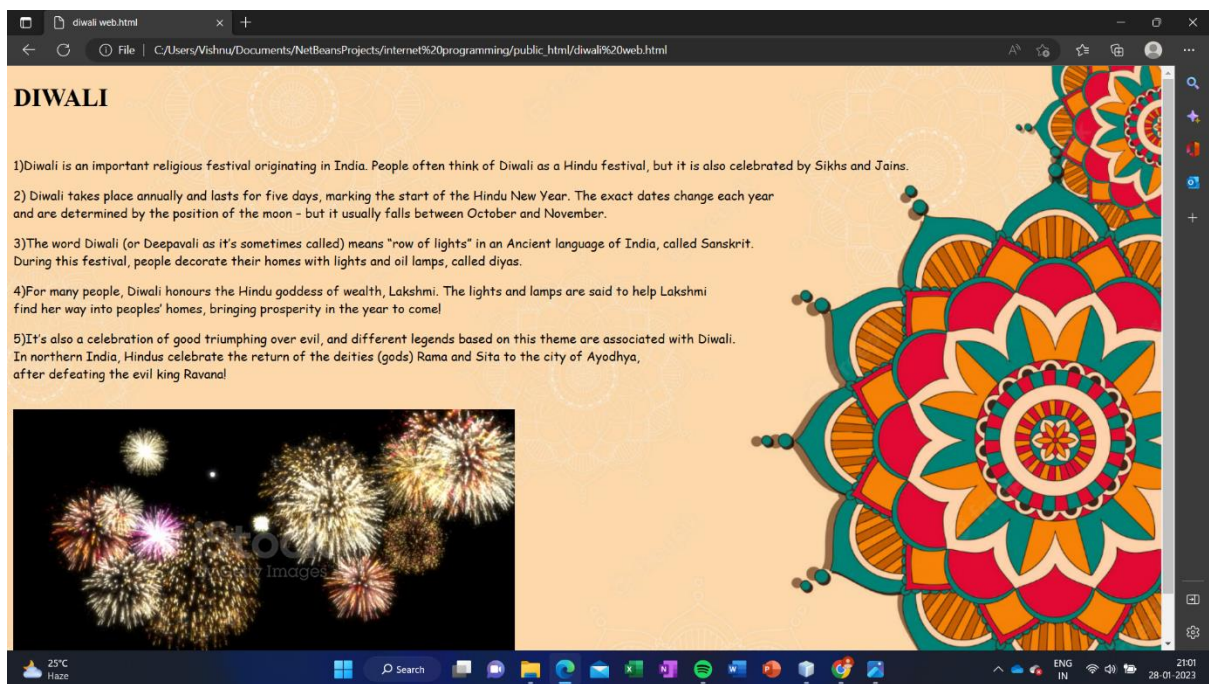 diwali web.html
File | C:/Users/Vishnu/Documents/NetBeansProjects/internet%20programming/public_html/diwali%20web.html
DIWALI
1)Diwali is an important religious festival originating in India. People often think of Diwali as a Hindu festival, but it is also celebrated by Sikhs and Jains.
2) Diwali takes place annually and lasts for five days, marking the start of the Hindu New Year. The exact dates change each year
and are determined by the position of the moon – but it usually falls between October and November.
3)The word Diwali (or Deepavali as it’s sometimes called) means “row of lights” in an Ancient language of India, called Sanskrit.
During this festival, people decorate their homes with lights and oil lamps, called diyas.
4)For many people, Diwali honours the Hindu goddess of wealth, Lakshmi. The lights and lamps are said to help Lakshmi
find her way into peoples’ homes, bringing prosperity in the year to come!
5)It’s also a celebration of good triumphing over evil, and different legends based on this theme are associated with Diwali.
In northern India, Hindus celebrate the return of the deities (gods) Rama and Sita to the city of Ayodhya,
after defeating the evil king Ravana!
iStock
Getty Images
25°C
Haze
Search
ENG
IN
21:01
28-01-2023